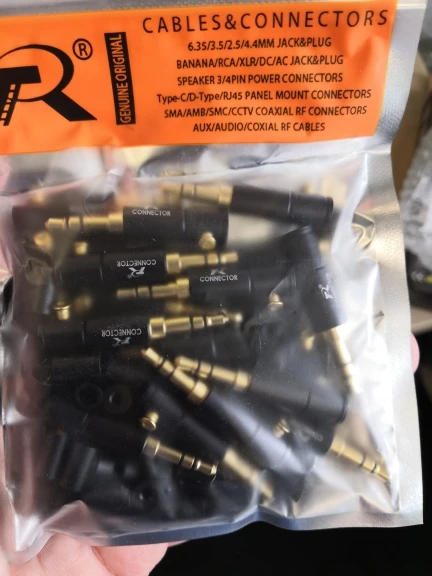 CABLES&CONNECTORS
R®
GENUINE ORIGINAL
6.35/3.5/2.5/4.4MM JACK&PLUG
BANANA/RCA/XLR/DC/AC JACK&PLUG
SPEAKER 3/4PIN POWER CONNECTORS
Type-C/D-Type/RJ45 PANEL MOUNT CONNECTORS
SMA/AMB/SMC/CCTV COAXIAL RF CONNECTORS
AUX/AUDIO/COXIAL RF CABLES
CONNECTOR
CONNECTOR
CONNECTOR
CONNECTOR